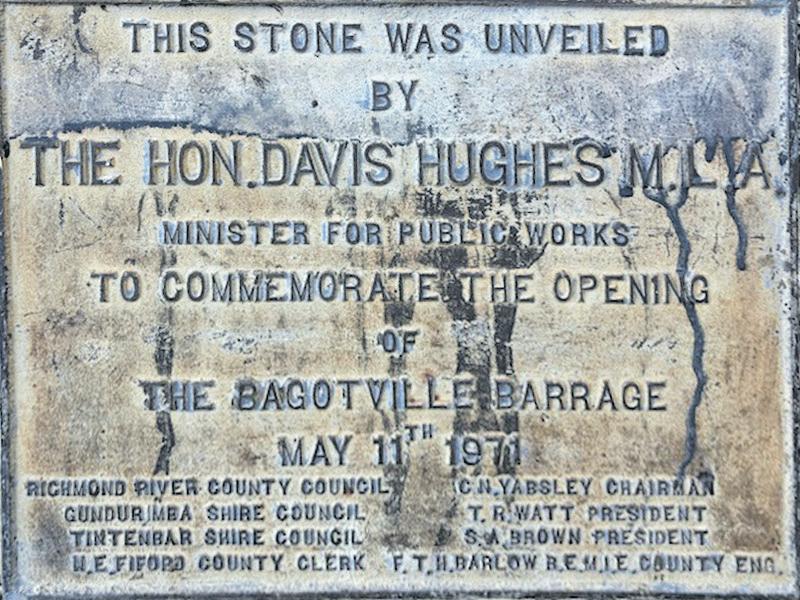 THIS STONE WAS UNVEILED
BY
THE HON. DAVIS HUGHES M.L.A.
MINISTER FOR PUBLIC WORKS
TO COMMEMORATE THE OPENING
OF
THE BAGOTVILLE BARRAGE
MAY 11TH 1971
RICHMOND RIVER COUNTY COUNCIL C.N. YABSLEY CHAIRMAN
GUNDURIMBA SHIRE COUNCIL T.R. WATT PRESIDENT
TINTENBAR SHIRE COUNCIL S.A. BROWN PRESIDENT
N.E. FIFORD COUNTY CLERK F.T.H. BARLOW B.E. M.I.E. COUNTY ENG.